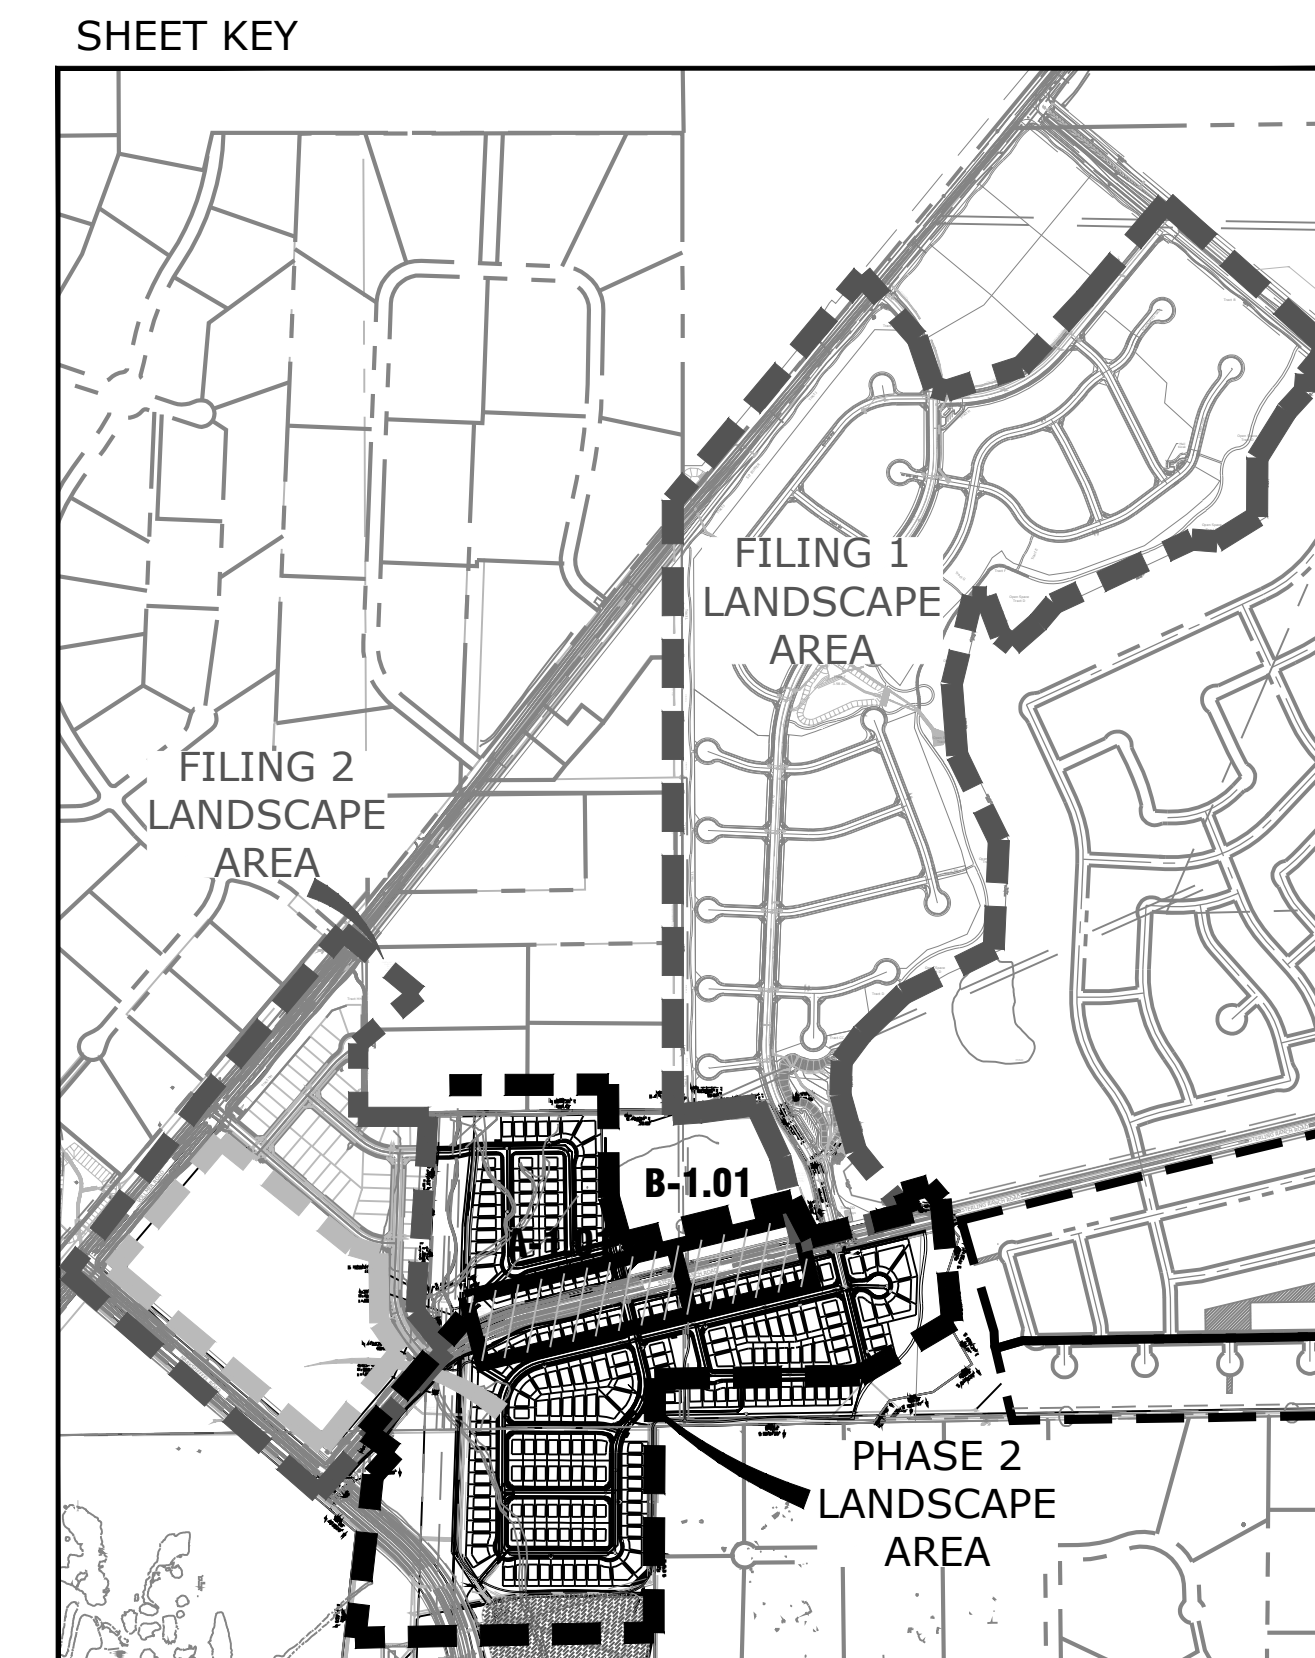 SHEET KEY
FILING 1
LANDSCAPE
AREA
FILING 2
LANDSCAPE
AREA
B-1.01
PHASE 2
LANDSCAPE
AREA